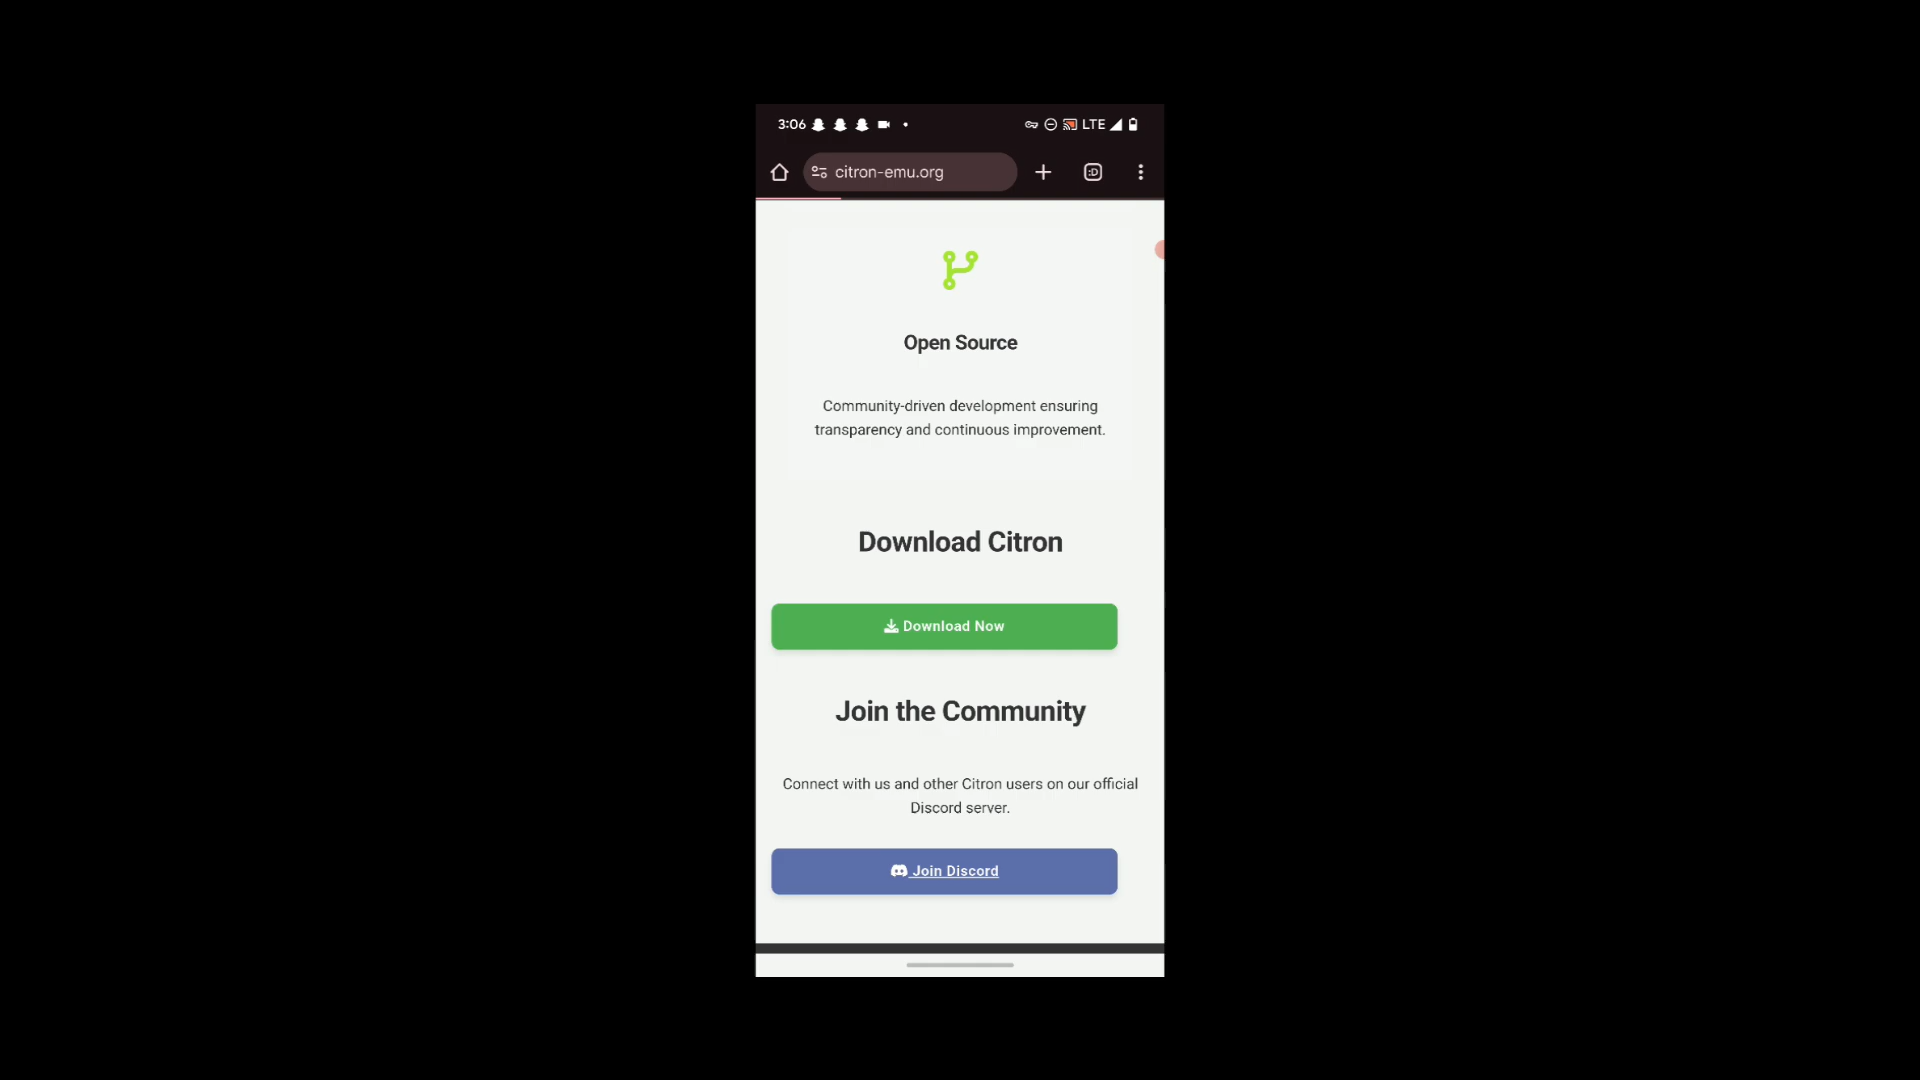 3:06 LTE
citron-emu.org :D
Open Source
Community-driven development ensuring
transparency and continuous improvement.
Download Citron
Download Now
Join the Community
Connect with us and other Citron users on our official
Discord server.
Join Discord